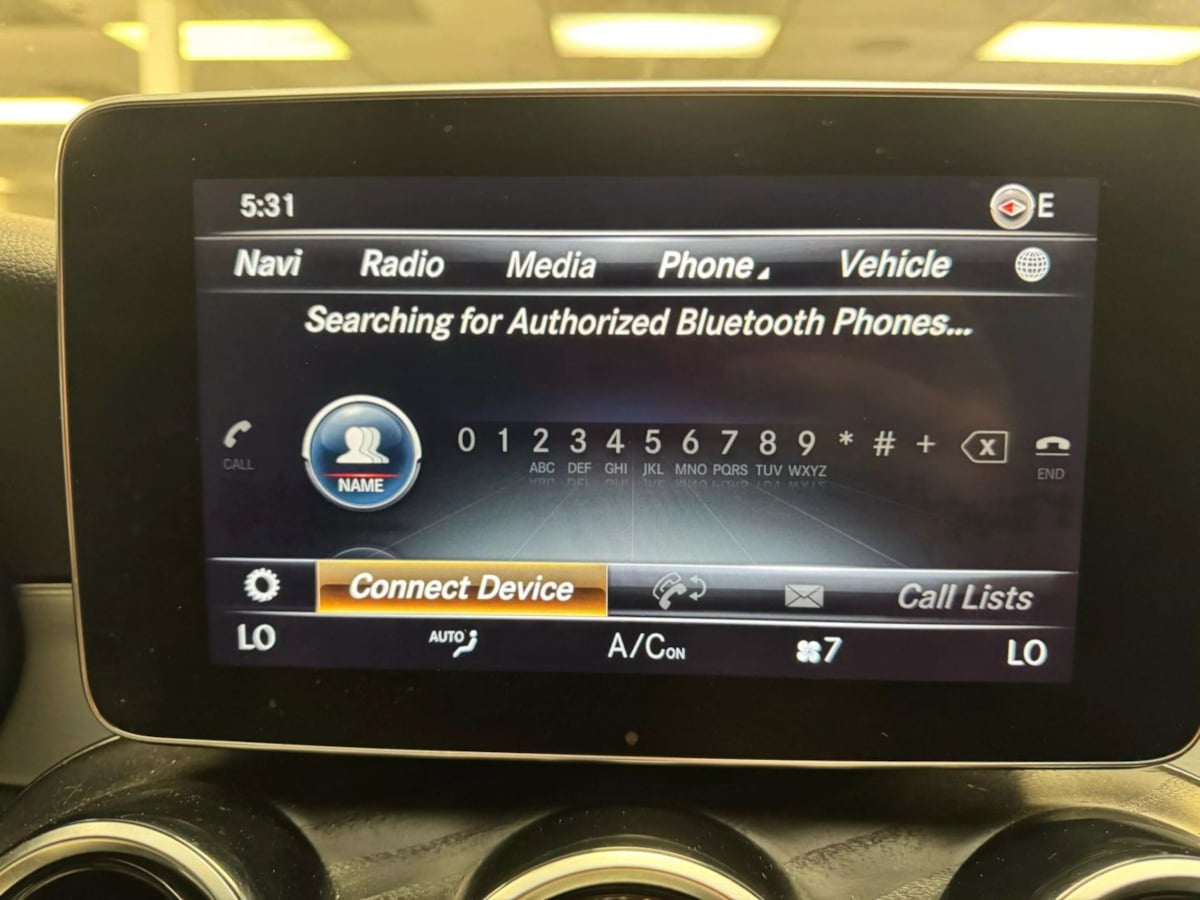 5:31 E
Navi Radio Media Phone Vehicle
Searching for Authorized Bluetooth Phones...
0 1 2 3 4 5 6 7 8 9 * # + X
CALL ABC DEF GHI JKL MNO PQRS TUV WXYZ END
NAME
Connect Device Call Lists
LO AUTO A/C ON 7 LO